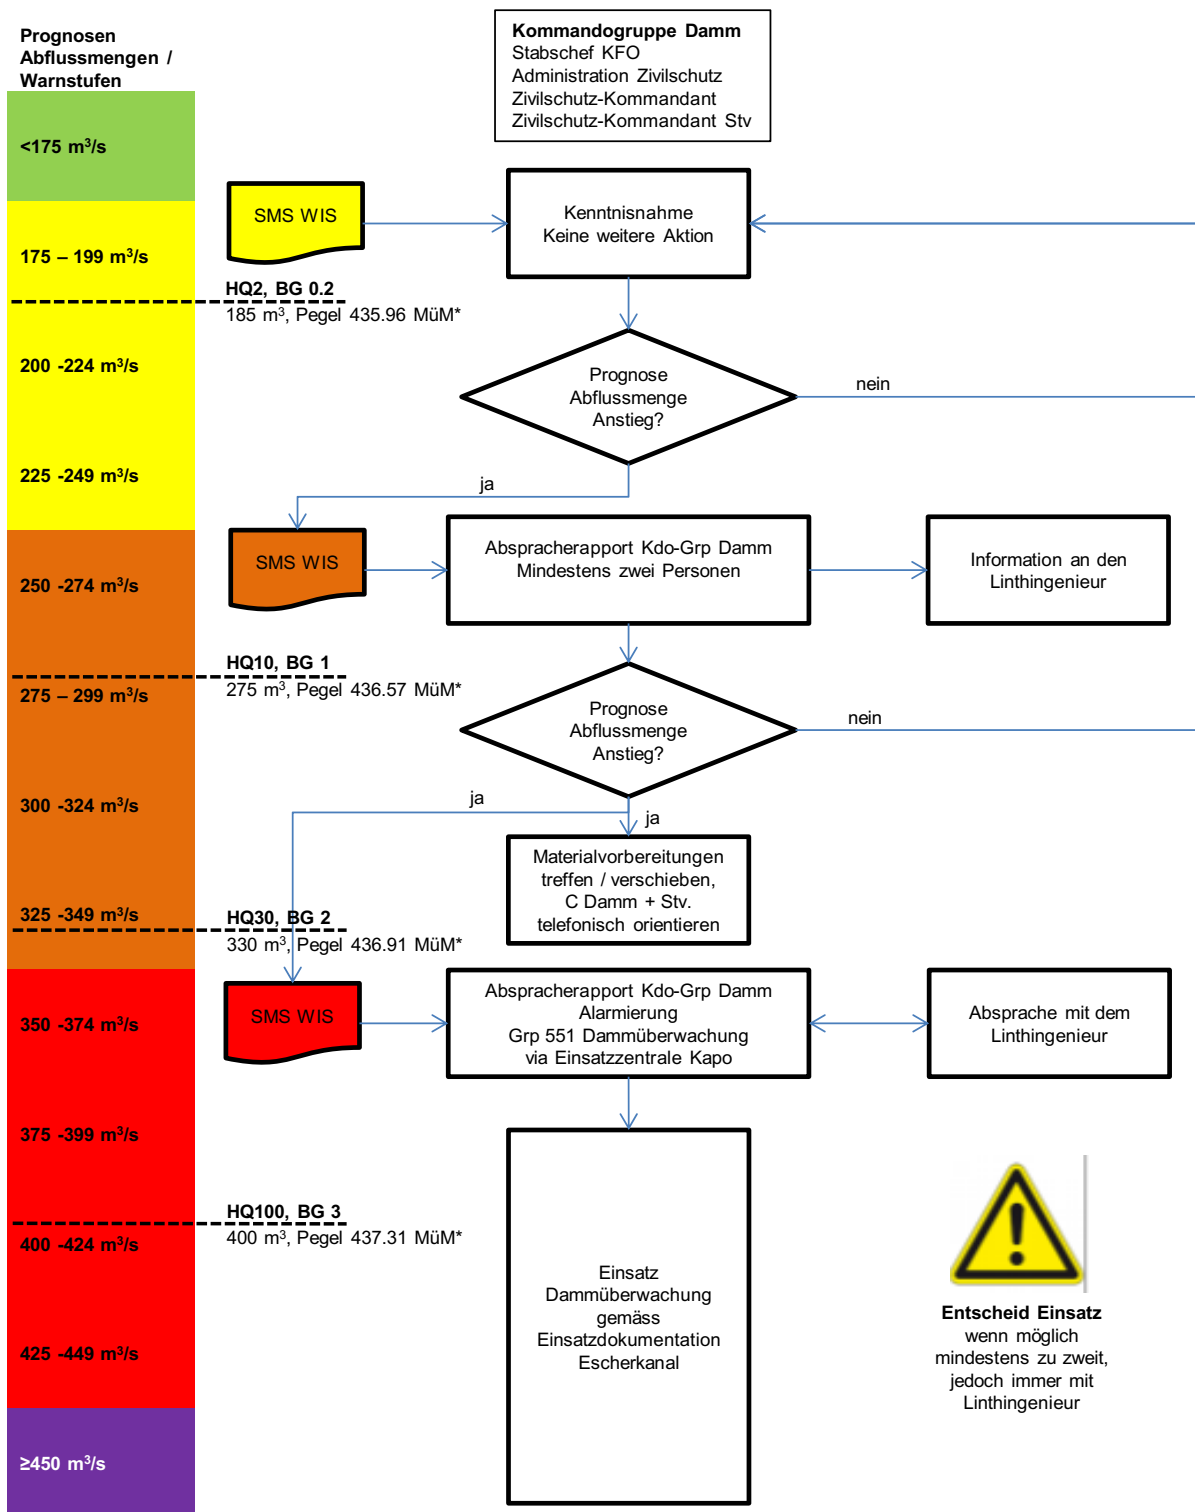 Prognosen
Abflussmengen /
Warnstufen
Kommandogruppe Damm
Stabschef KFO
Administration Zivilschutz
Zivilschutz-Kommandant
Zivilschutz-Kommandant Stv
<175 m³/s
SMS WIS
Kenntnisnahme
Keine weitere Aktion
175 – 199 m³/s
HQ2, BG 0.2
185 m³, Pegel 435.96 MüM*
200 -224 m³/s
Prognose
Abflussmenge
Anstieg?
nein
225 -249 m³/s
ja
SMS WIS
Abspracherapport Kdo-Grp Damm
Mindestens zwei Personen
Information an den
Linthingenieur
250 -274 m³/s
HQ10, BG 1
275 m³, Pegel 436.57 MüM*
275 – 299 m³/s
Prognose
Abflussmenge
Anstieg?
nein
300 -324 m³/s
ja
ja
Materialvorbereitungen
treffen / verschieben,
C Damm + Stv.
telefonisch orientieren
325 -349 m³/s
HQ30, BG 2
330 m³, Pegel 436.91 MüM*
350 -374 m³/s
SMS WIS
Abspracherapport Kdo-Grp Damm
Alarmierung
Grp 551 Dammüberwachung
via Einsatzzentrale Kapo
Absprache mit dem
Linthingenieur
375 -399 m³/s
HQ100, BG 3
400 m³, Pegel 437.31 MüM*
400 -424 m³/s
Einsatz
Dammüberwachung
gemäss
Einsatzdokumentation
Escherkanal
Entscheid Einsatz
wenn möglich
mindestens zu zweit,
jedoch immer mit
Linthingenieur
425 -449 m³/s
≥450 m³/s